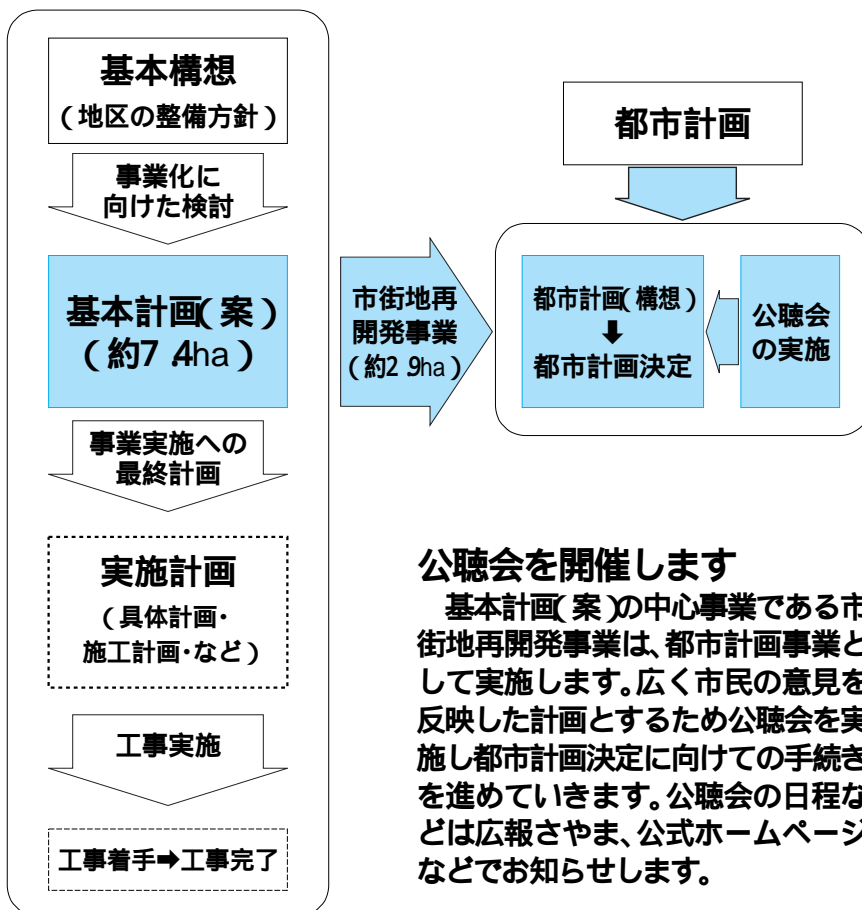 基本構想
（地区の整備方針）
事業化に
向けた検討
基本計画（案）
（約7.4ha）
事業実施への
最終計画
実施計画
（具体計画・
施工計画・など）
工事実施
工事着手➡工事完了
市街地再
開発事業
（約2.9ha）
都市計画
都市計画（構想）
⬇
都市計画決定
公聴会
の実施
公聴会を開催します
　基本計画（案）の中心事業である市
街地再開発事業は、都市計画事業と
して実施します。広く市民の意見を
反映した計画とするため公聴会を実
施し都市計画決定に向けての手続き
を進めていきます。公聴会の日程な
どは広報さやま、公式ホームページ
などでお知らせします。